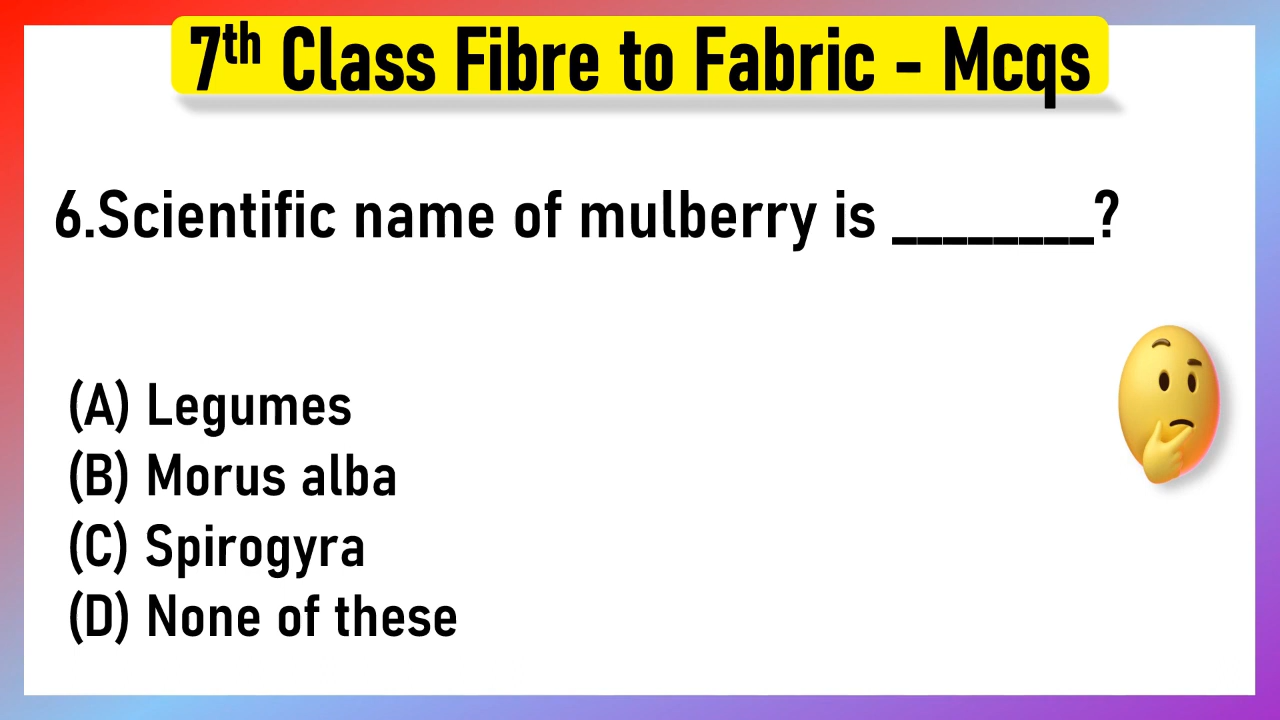 7th Class Fibre to Fabric - Mcqs
6.Scientific name of mulberry is ________?
(A) Legumes
(B) Morus alba
(C) Spirogyra
(D) None of these